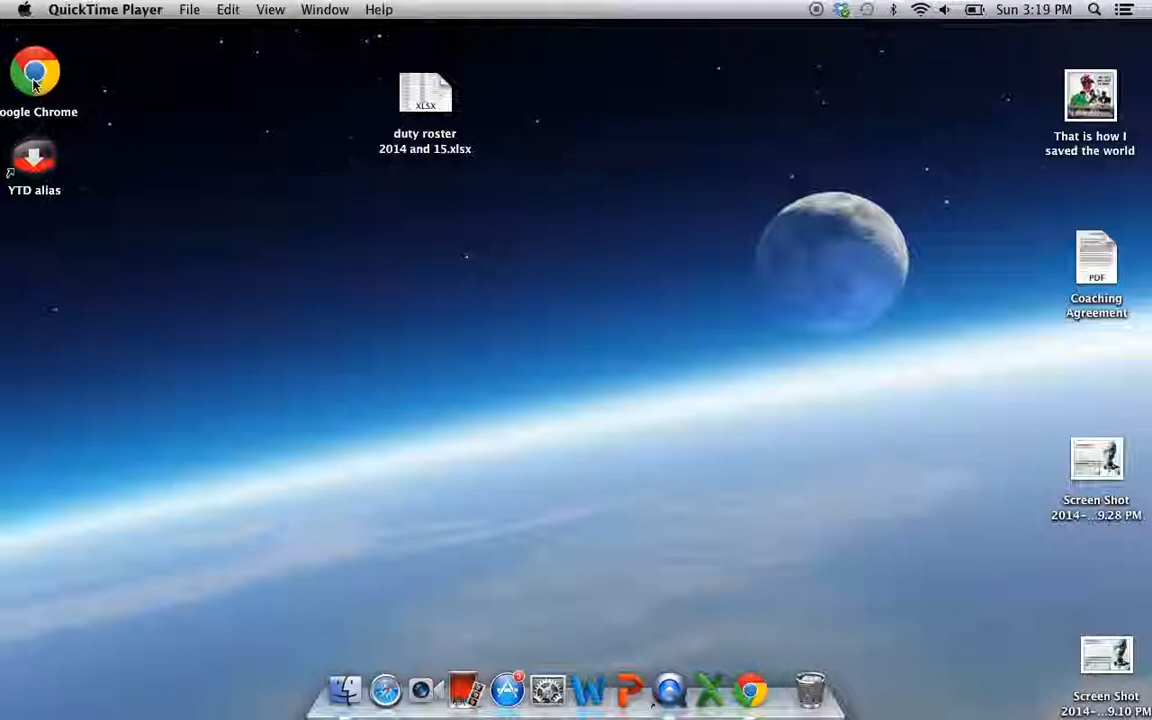 QuickTime Player File Edit View Window Help Sun 3:19 PM
oogle Chrome
YTD alias
XLSX
duty roster
2014 and 15.xlsx
That is how I
saved the world
PDF
Coaching
Agreement
Screen Shot
2014-...9.28 PM
Screen Shot
2014-...9.10 PM